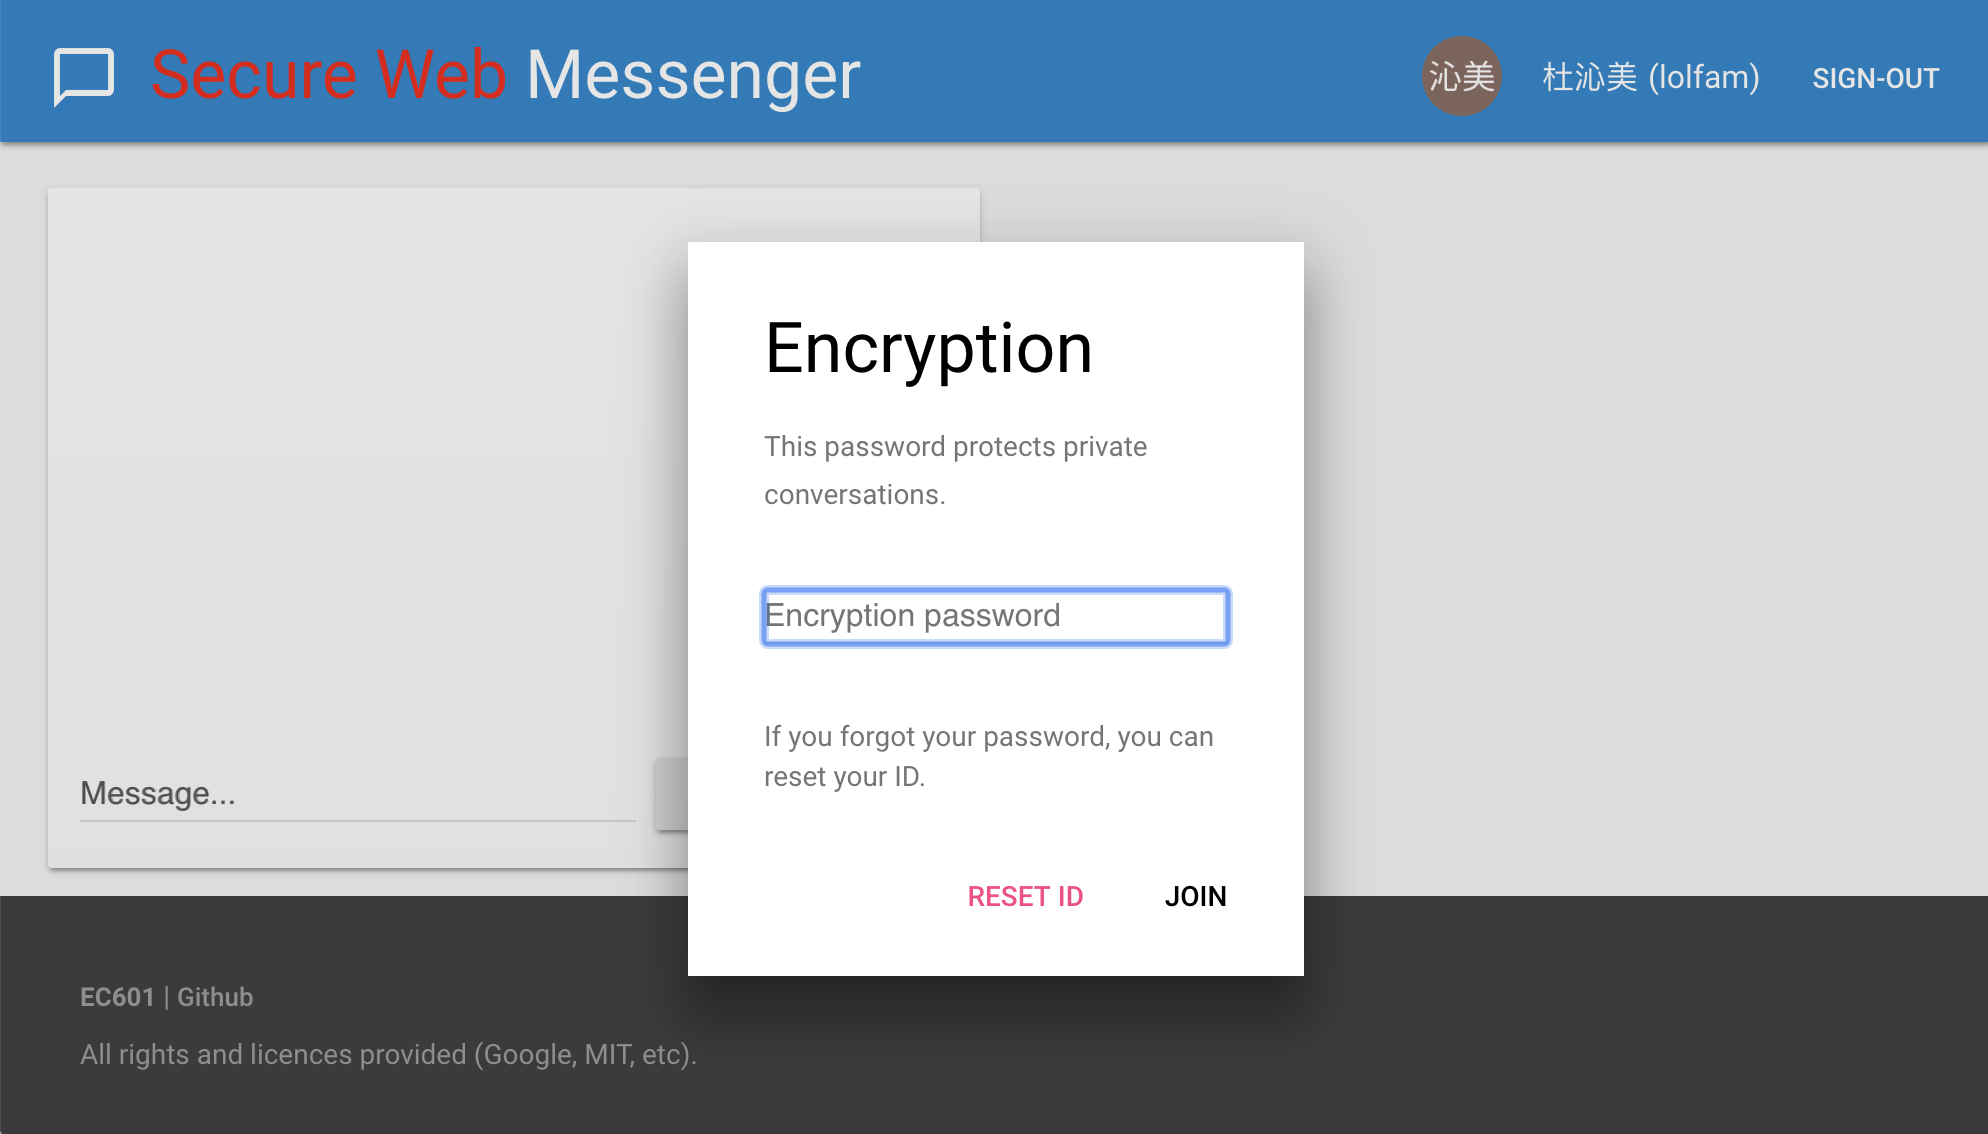 Secure Web Messenger
沁美
杜沁美 (lolfam)
SIGN-OUT
Encryption
This password protects private
conversations.
Encryption password
If you forgot your password, you can
reset your ID.
RESET ID
JOIN
Message...
EC601 | Github
All rights and licences provided (Google, MIT, etc).